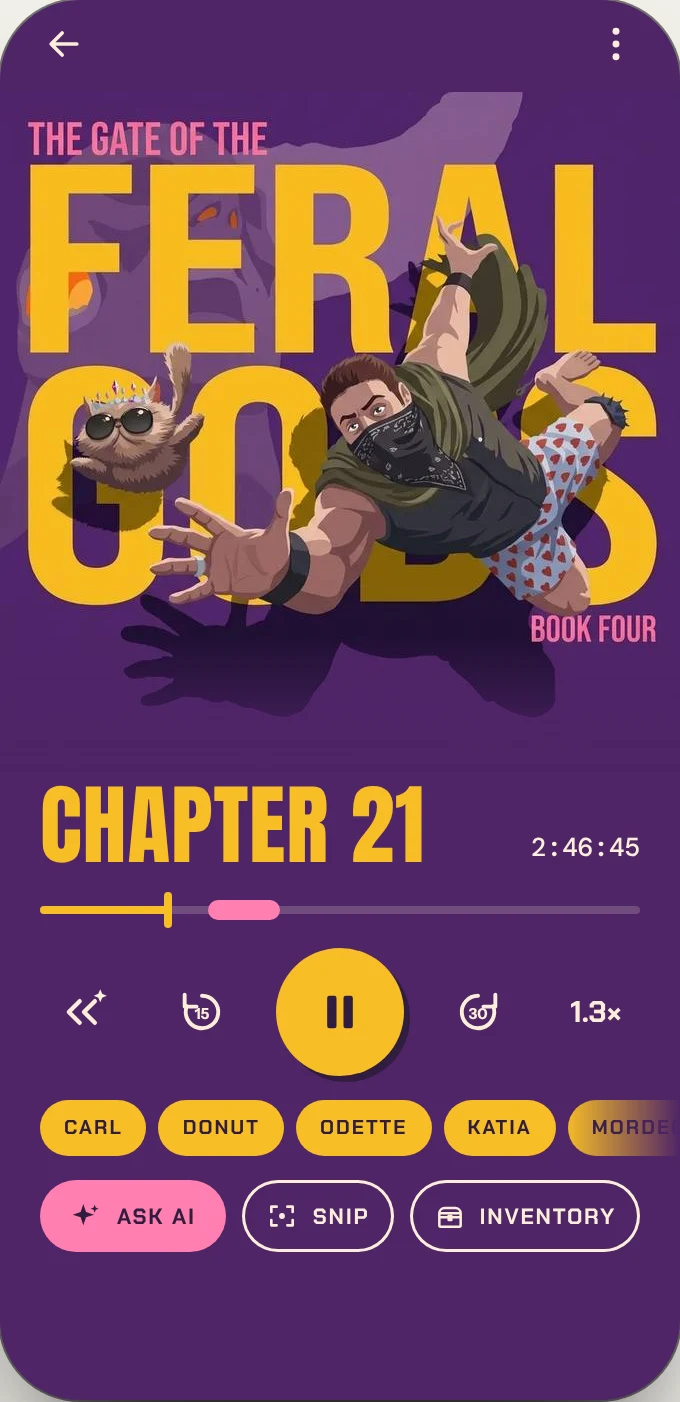 THE GATE OF THE
FERAL
GODS
BOOK FOUR
CHAPTER 21
2:46:45
15
30
1.3×
CARL
DONUT
ODETTE
KATIA
MORDE
ASK AI
SNIP
INVENTORY